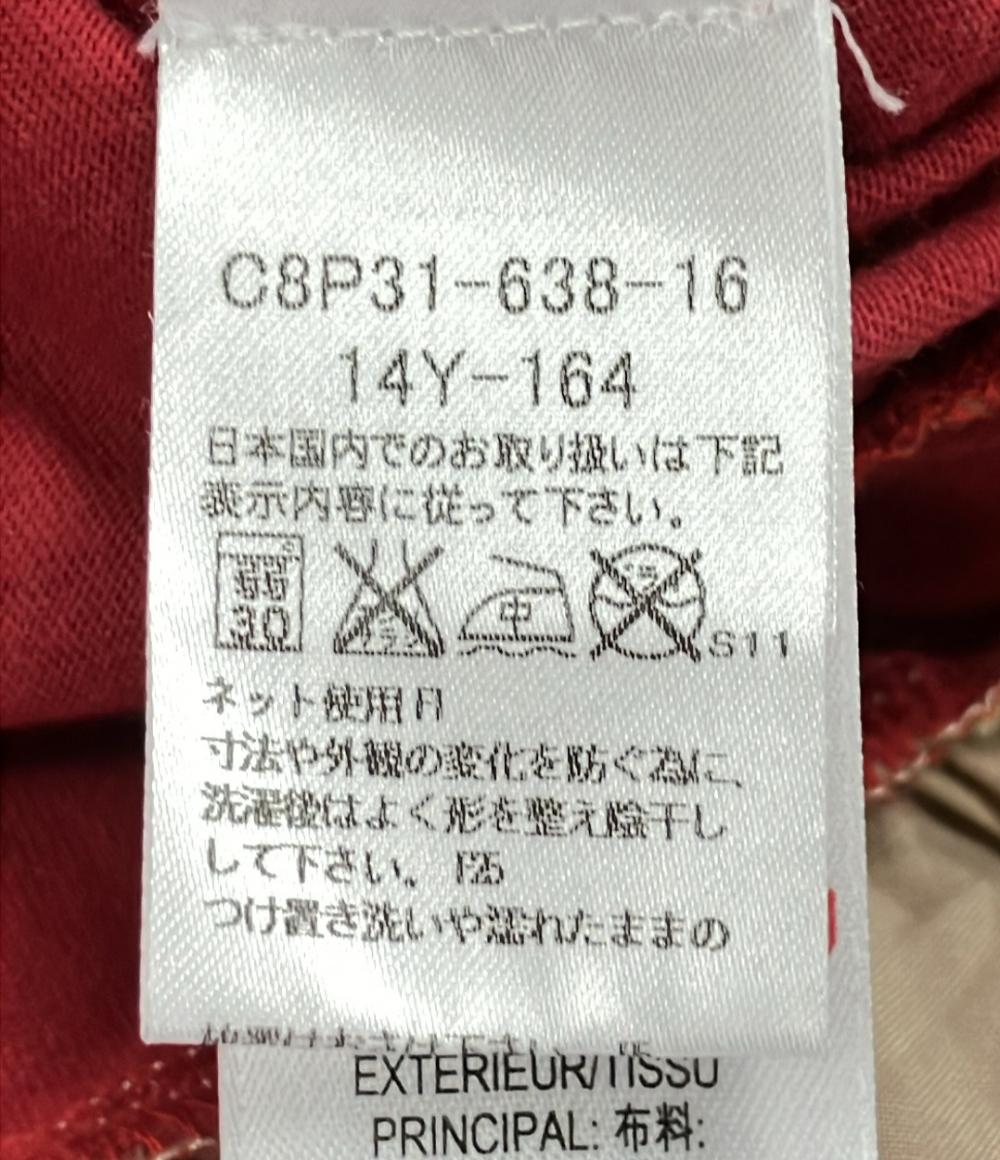 C8P31-638-16
14Y-164
日本国内でのお取り扱いは下記
表示内容に従って下さい。
弱
30
中
S11
ネット使用
寸法や外観の変化を防ぐ為に、
洗濯後はよく形を整え陰干し
して下さい。 F25
つけ置き洗いや濡れたままの
EXTERIEUR/TISSU
PRINCIPAL: 布料: